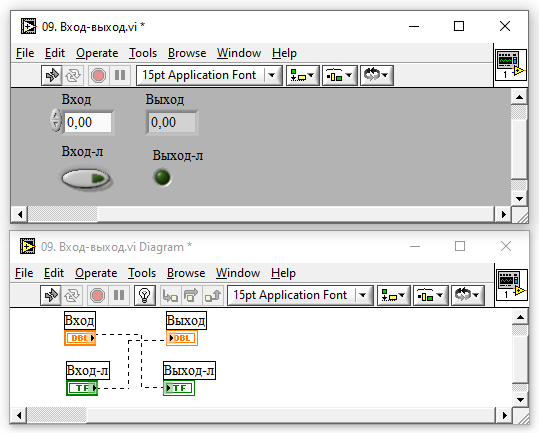 09. Вход-выход.vi *
File Edit Operate Tools Browse Window Help
15pt Application Font
1
Вход Выход
0,00 0,00
Вход-л Выход-л
09. Вход-выход.vi Diagram *
File Edit Operate Tools Browse Window Help
15pt Application Font
1
Вход Выход
DBL DBL
Вход-л Выход-л
TF TF